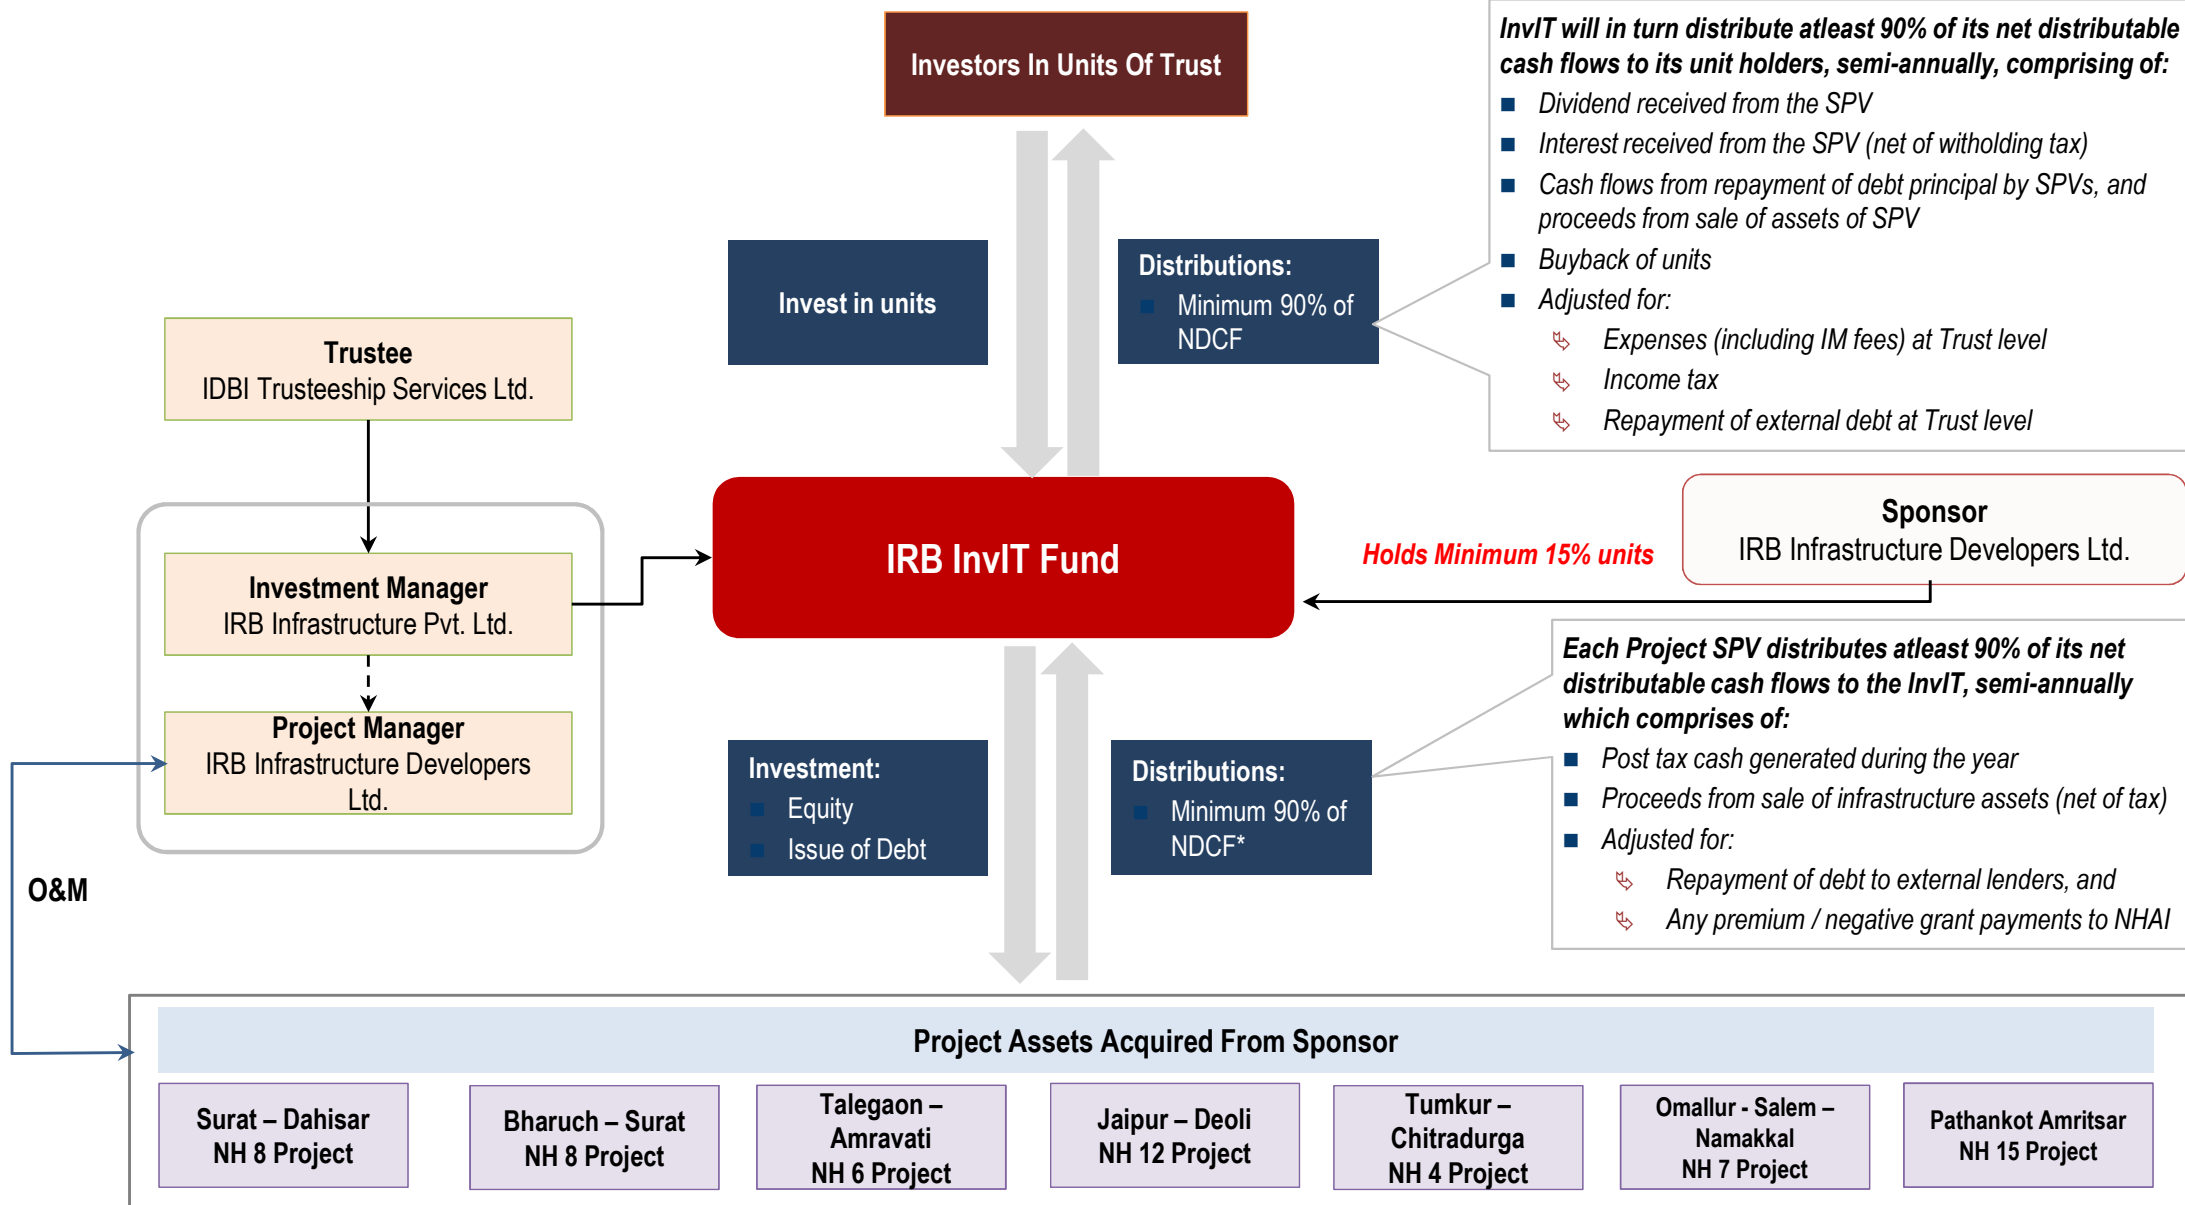 Investors In Units Of Trust
InvIT will in turn distribute atleast 90% of its net distributable
cash flows to its unit holders, semi-annually, comprising of:
Dividend received from the SPV
Interest received from the SPV (net of witholding tax)
Cash flows from repayment of debt principal by SPVs, and
proceeds from sale of assets of SPV
Buyback of units
Adjusted for:
Expenses (including IM fees) at Trust level
Income tax
Repayment of external debt at Trust level
Invest in units
Distributions:
Minimum 90% of
NDCF
Trustee
IDBI Trusteeship Services Ltd.
Investment Manager
IRB Infrastructure Pvt. Ltd.
Project Manager
IRB Infrastructure Developers
Ltd.
IRB InvIT Fund
Holds Minimum 15% units
Sponsor
IRB Infrastructure Developers Ltd.
Each Project SPV distributes atleast 90% of its net
distributable cash flows to the InvIT, semi-annually
which comprises of:
Post tax cash generated during the year
Proceeds from sale of infrastructure assets (net of tax)
Adjusted for:
Repayment of debt to external lenders, and
Any premium / negative grant payments to NHAI
Investment:
Equity
Issue of Debt
Distributions:
Minimum 90% of
NDCF*
O&M
Project Assets Acquired From Sponsor
Surat – Dahisar
NH 8 Project
Bharuch – Surat
NH 8 Project
Talegaon –
Amravati
NH 6 Project
Jaipur – Deoli
NH 12 Project
Tumkur –
Chitradurga
NH 4 Project
Omallur - Salem –
Namakkal
NH 7 Project
Pathankot Amritsar
NH 15 Project